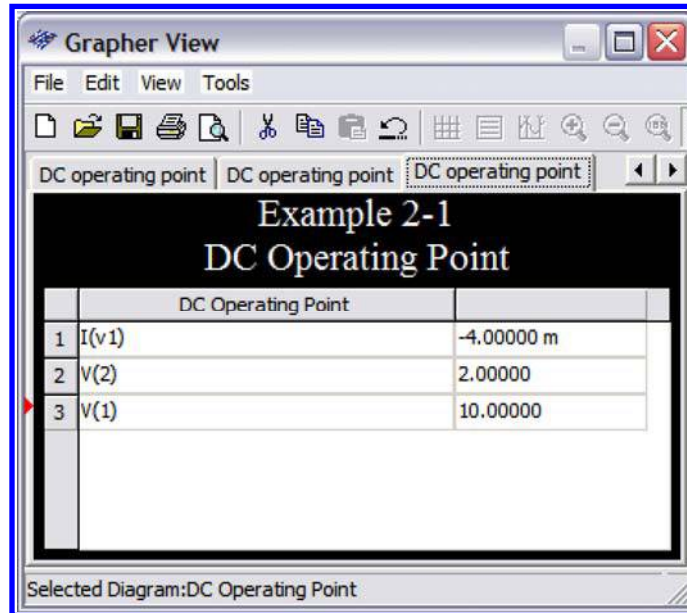 Grapher View
File Edit View Tools
DC operating point DC operating point DC operating point
Example 2-1
DC Operating Point
DC Operating Point
1 I(v1) -4.00000 m
2 V(2) 2.00000
3 V(1) 10.00000
Selected Diagram:DC Operating Point